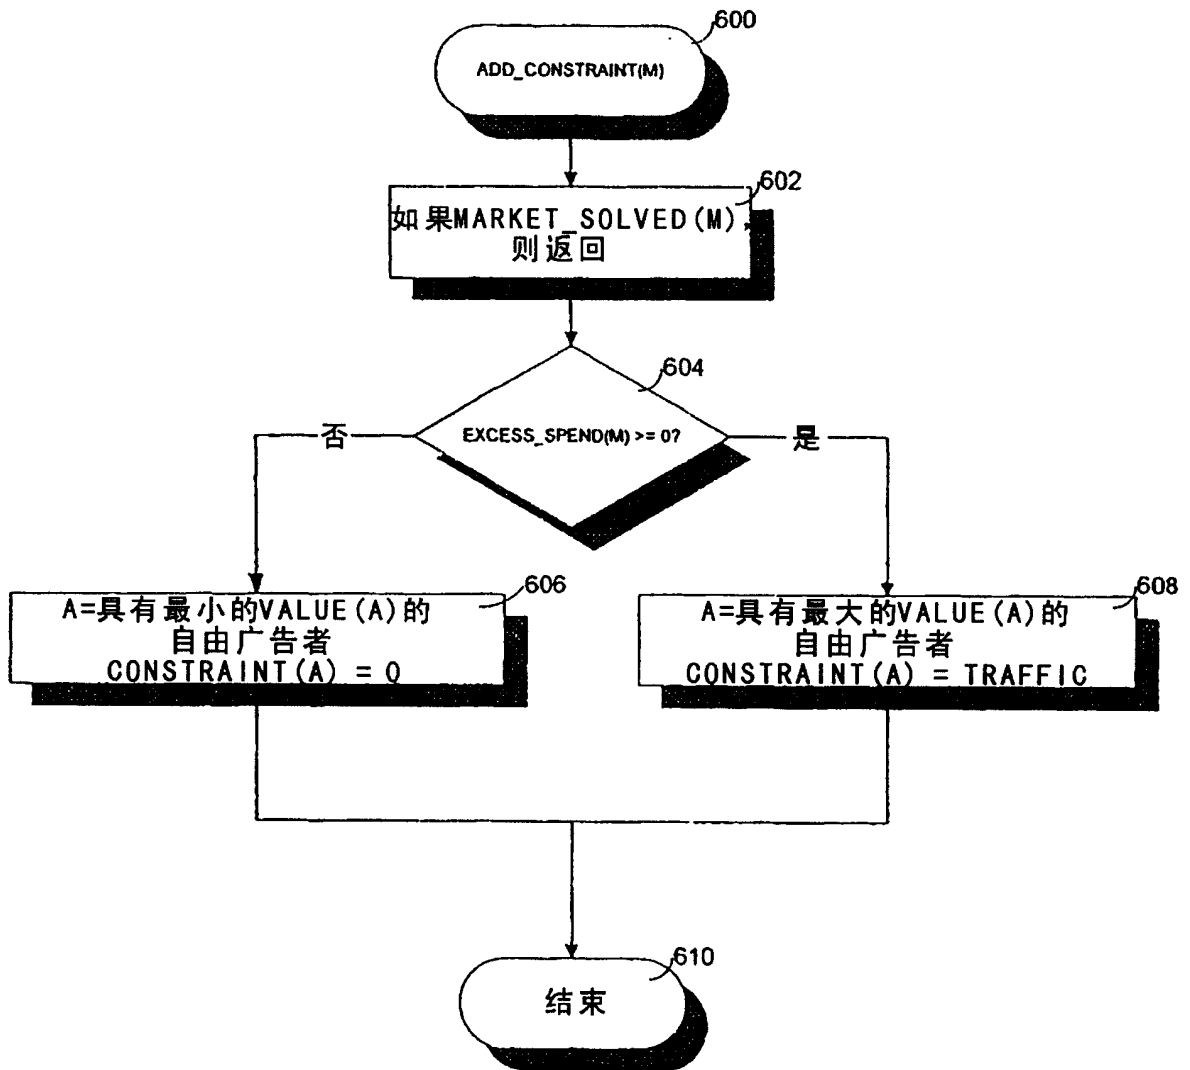 600
ADD_CONSTRAINT(M)
602
如果MARKET_SOLVED(M),
则返回
604
EXCESS_SPEND(M) >= 0?
否
是
606
A=具有最小的VALUE(A)的
自由广告者
CONSTRAINT(A) = 0
608
A=具有最大的VALUE(A)的
自由广告者
CONSTRAINT(A) = TRAFFIC
610
结束